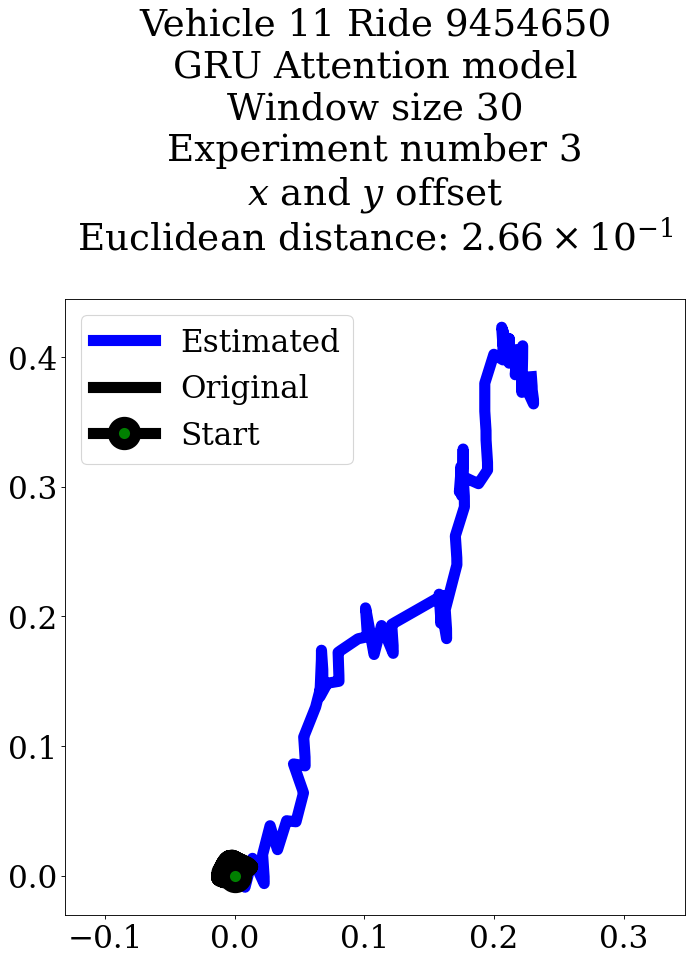 Vehicle 11 Ride 9454650
GRU Attention model
Window size 30
Experiment number 3
x and y offset
Euclidean distance: 2.66 × 10⁻¹
Estimated
Original
Start
0.4
0.3
0.2
0.1
0.0
−0.1 0.0 0.1 0.2 0.3